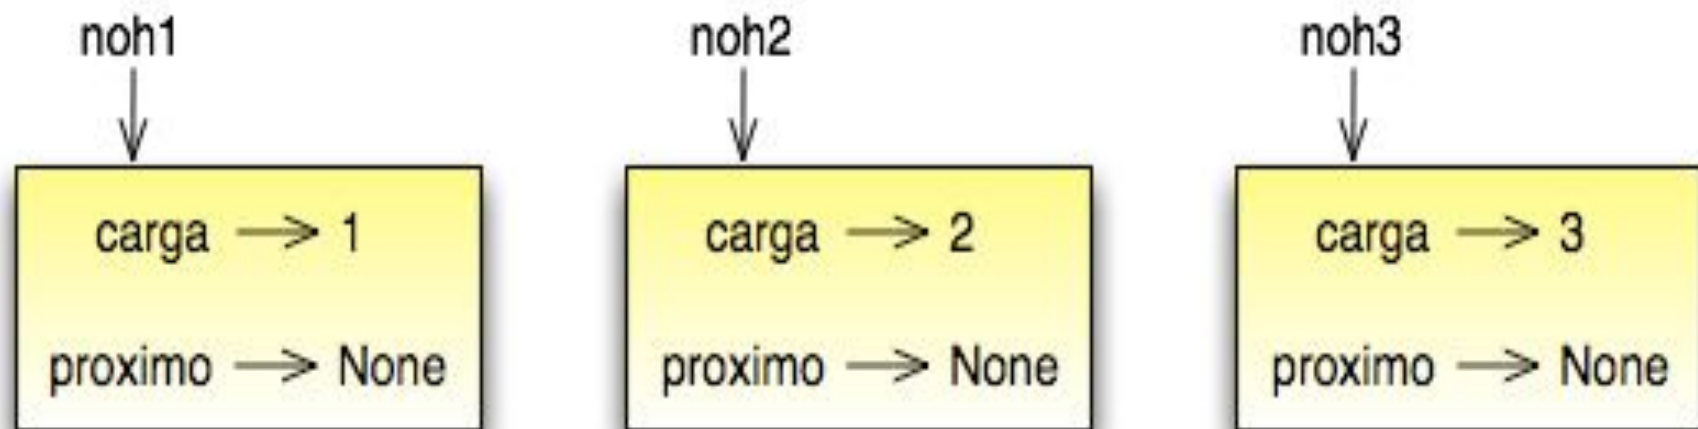 noh1 noh2 noh3
carga 1 carga 2 carga 3
proximo None proximo None proximo None